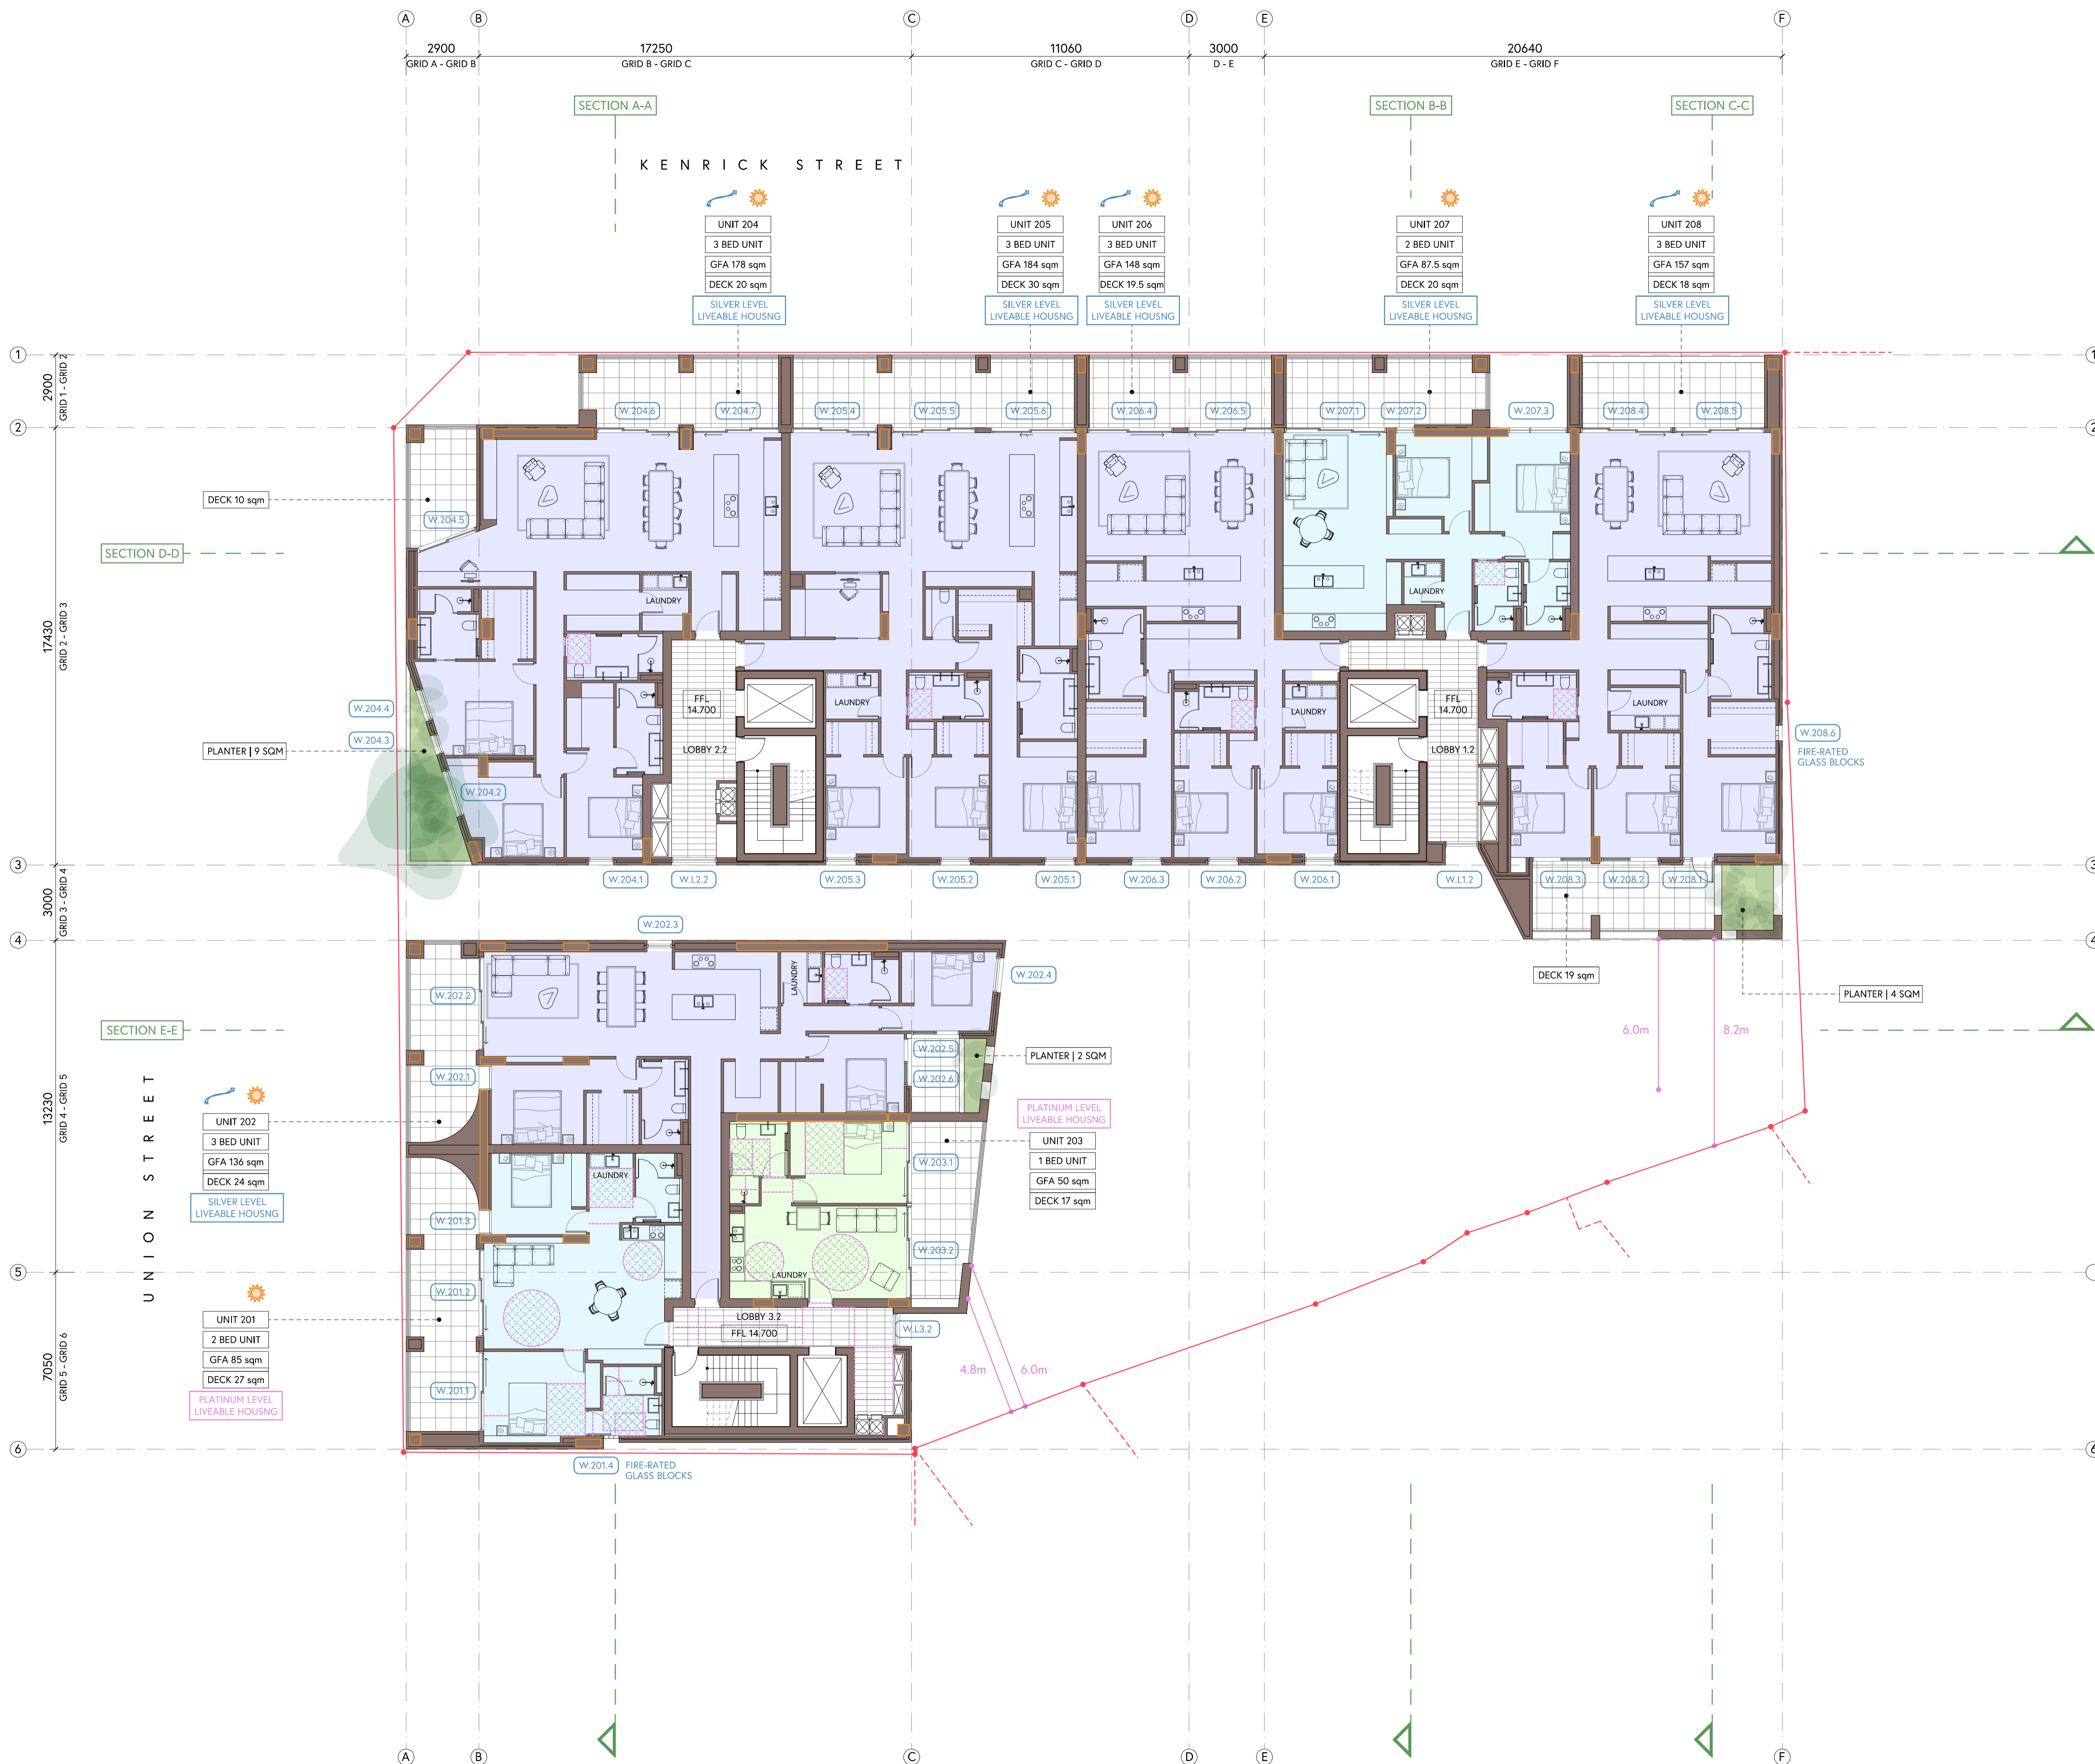 A
B
C
D
E
F
2900
17250
11060
3000
20640
GRID A - GRID B
GRID B - GRID C
GRID C - GRID D
D - E
GRID E - GRID F
SECTION A-A
SECTION B-B
SECTION C-C
KENRICK STREET
UNIT 204
3 BED UNIT
GFA 178 sqm
DECK 20 sqm
SILVER LEVEL
LIVEABLE HOUSNG
UNIT 205
3 BED UNIT
GFA 184 sqm
DECK 30 sqm
SILVER LEVEL
LIVEABLE HOUSNG
UNIT 206
3 BED UNIT
GFA 148 sqm
DECK 19.5 sqm
SILVER LEVEL
LIVEABLE HOUSNG
UNIT 207
2 BED UNIT
GFA 87.5 sqm
DECK 20 sqm
SILVER LEVEL
LIVEABLE HOUSNG
UNIT 208
3 BED UNIT
GFA 157 sqm
DECK 18 sqm
SILVER LEVEL
LIVEABLE HOUSNG
1
1
2900
GRID 1 - GRID 2
W.204.6
W.204.7
W.205.4
W.205.5
W.205.6
W.206.4
W.206.5
W.207.1
W.207.2
W.207.3
W.208.4
W.208.5
2
2
DECK 10 sqm
W.204.5
SECTION D-D
LAUNDRY
LAUNDRY
17430
GRID 2 - GRID 3
LAUNDRY
LAUNDRY
LAUNDRY
FFL
14.700
FFL
14.700
W.204.4
W.204.3
PLANTER | 9 SQM
LOBBY 2.2
LOBBY 1.2
W.208.6
FIRE-RATED
GLASS BLOCKS
W.204.2
3
3
W.204.1
W.L2.2
W.205.3
W.205.2
W.205.1
W.206.3
W.206.2
W.206.1
W.L1.2
W.208.3
W.208.2
W.208.1
3000
GRID 3 - GRID 4
W.202.3
4
4
DECK 19 sqm
PLANTER | 4 SQM
W.202.4
W.202.2
LAUNDRY
SECTION E-E
6.0m
8.2m
W.202.5
PLANTER | 2 SQM
W.202.1
W.202.6
13230
GRID 4 - GRID 5
UNION STREET
UNIT 202
3 BED UNIT
GFA 136 sqm
DECK 24 sqm
SILVER LEVEL
LIVEABLE HOUSNG
PLATINUM LEVEL
LIVEABLE HOUSNG
UNIT 203
1 BED UNIT
GFA 50 sqm
DECK 17 sqm
LAUNDRY
W.203.1
W.201.3
W.203.2
5
LAUNDRY
W.201.2
UNIT 201
2 BED UNIT
GFA 85 sqm
DECK 27 sqm
PLATINUM LEVEL
LIVEABLE HOUSNG
LOBBY 3.2
FFL 14.700
W.L3.2
4.8m
6.0m
7050
GRID 5 - GRID 6
W.201.1
6
6
W.201.4
FIRE-RATED
GLASS BLOCKS
A
B
C
D
E
F